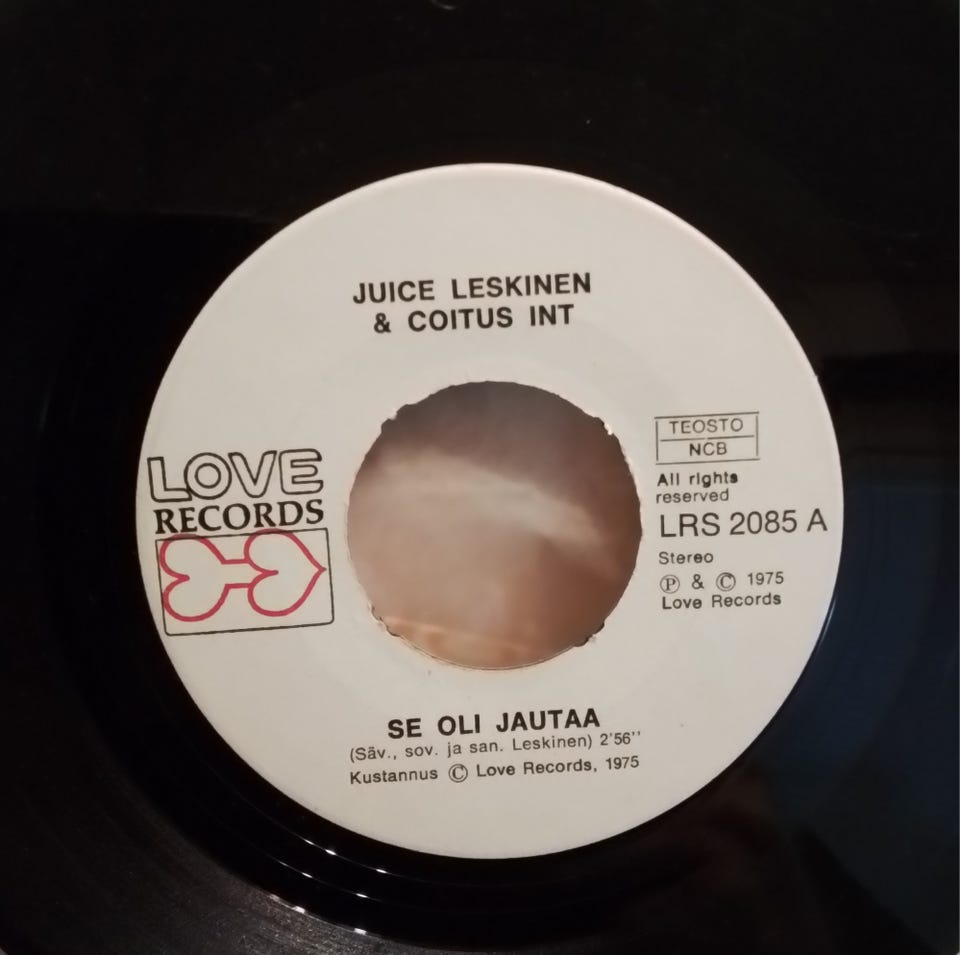 JUICE LESKINEN
& COITUS INT
LOVE
RECORDS
TEOSTO
NCB
All rights
reserved
LRS 2085 A
Stereo
Ⓟ & © 1975
Love Records
SE OLI JAUTAA
(Säv., sov. ja san. Leskinen) 2'56''
Kustannus © Love Records, 1975